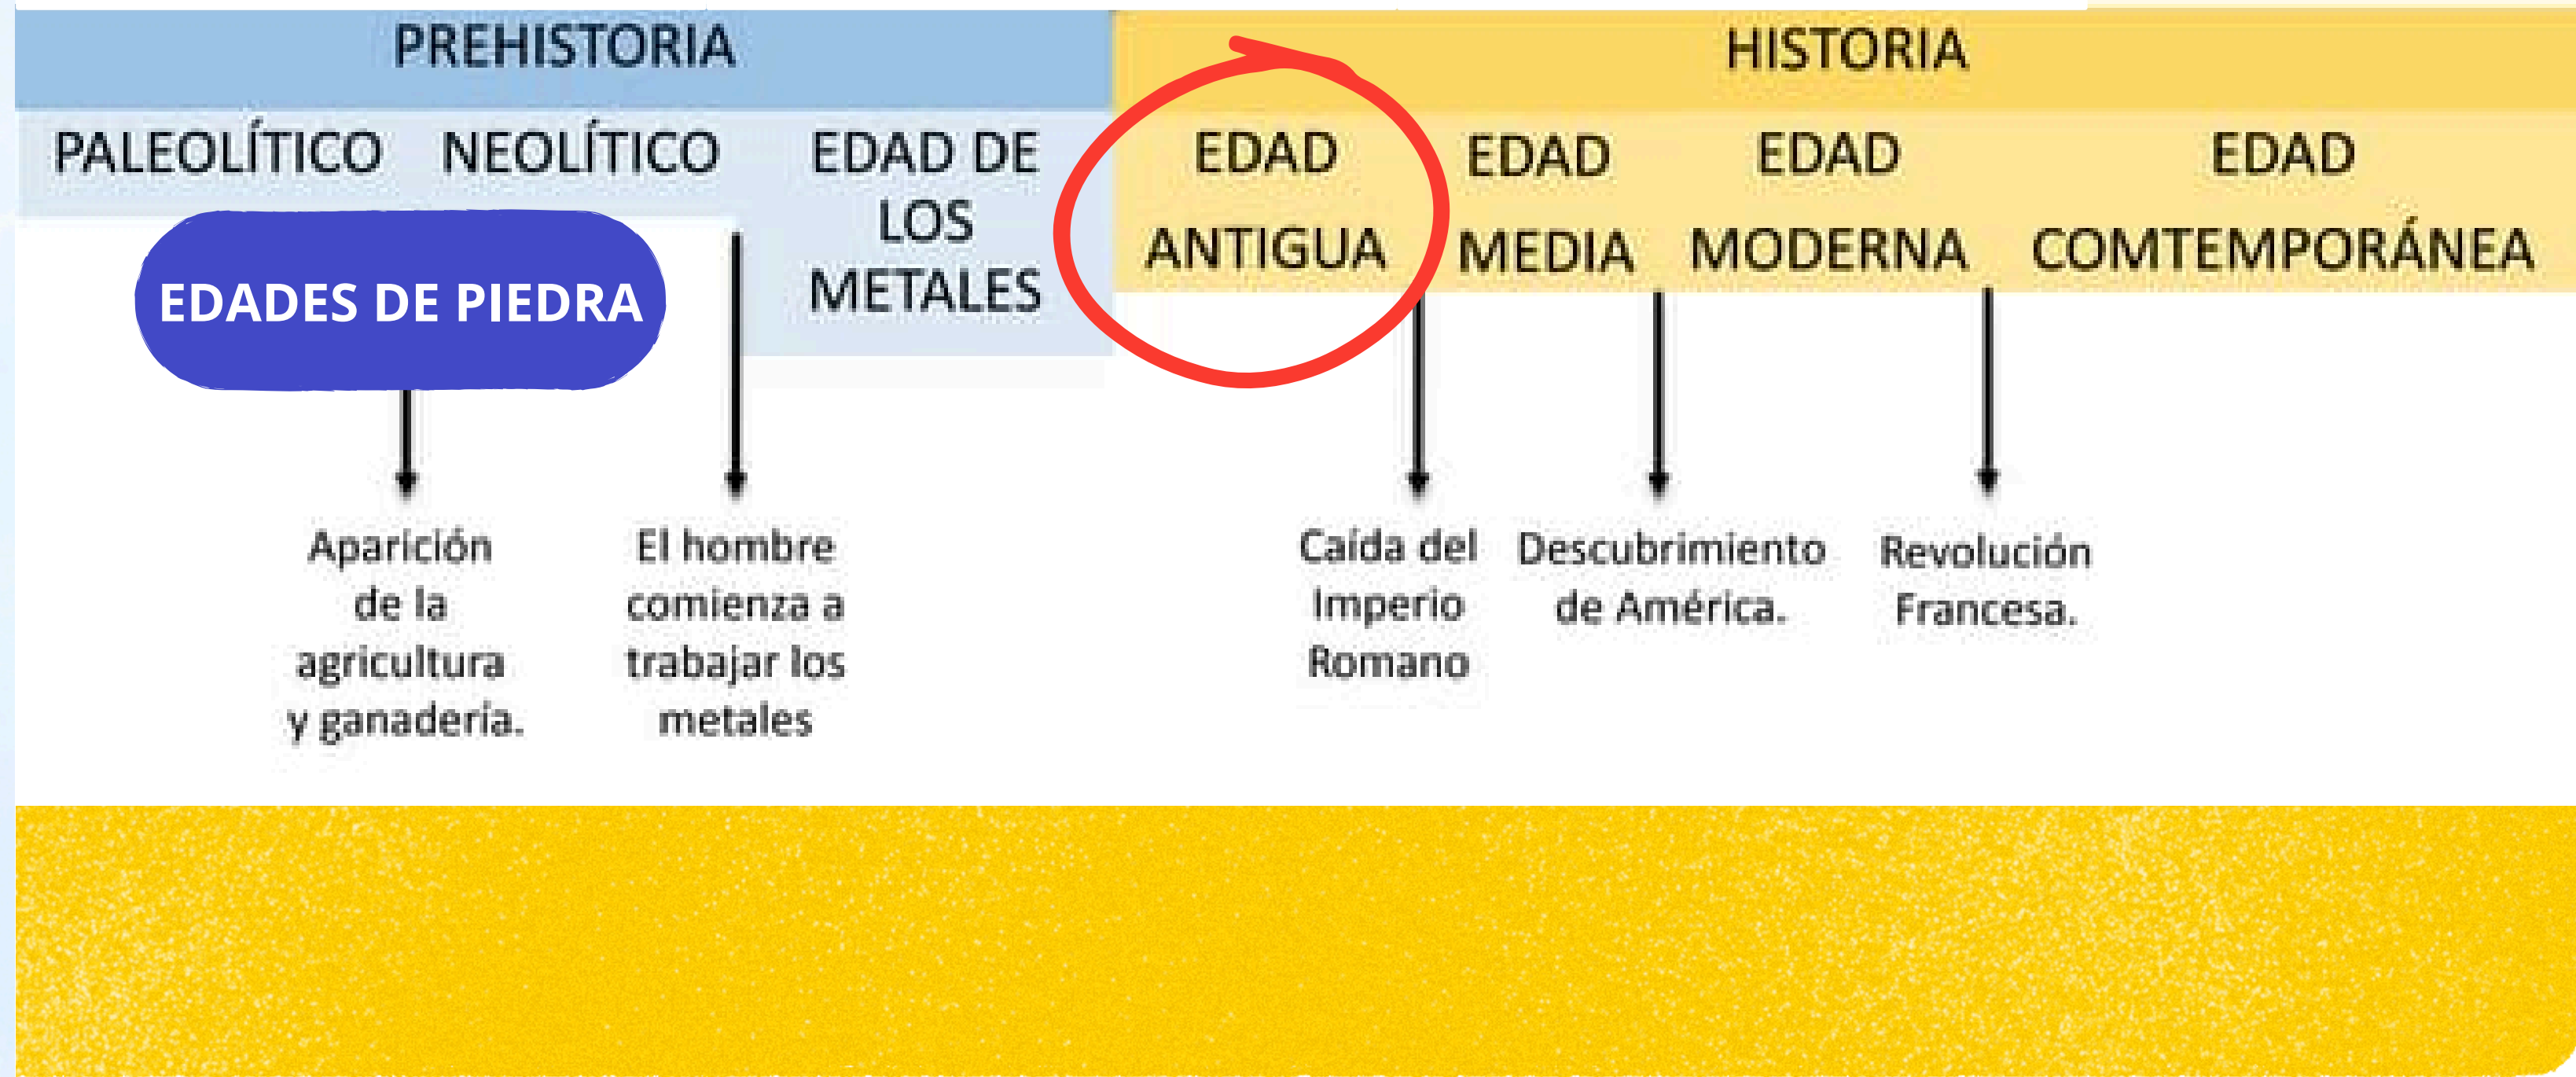 PREHISTORIA
HISTORIA
PALEOLÍTICO
NEOLÍTICO
EDAD DE
LOS
METALES
EDAD
ANTIGUA
EDAD
MEDIA
EDAD
MODERNA
EDAD
COMTEMPORÁNEA
EDADES DE PIEDRA
Aparición
de la
agricultura
y ganadería.
El hombre
comienza a
trabajar los
metales
Caída del
Imperio
Romano
Descubrimiento
de América.
Revolución
Francesa.